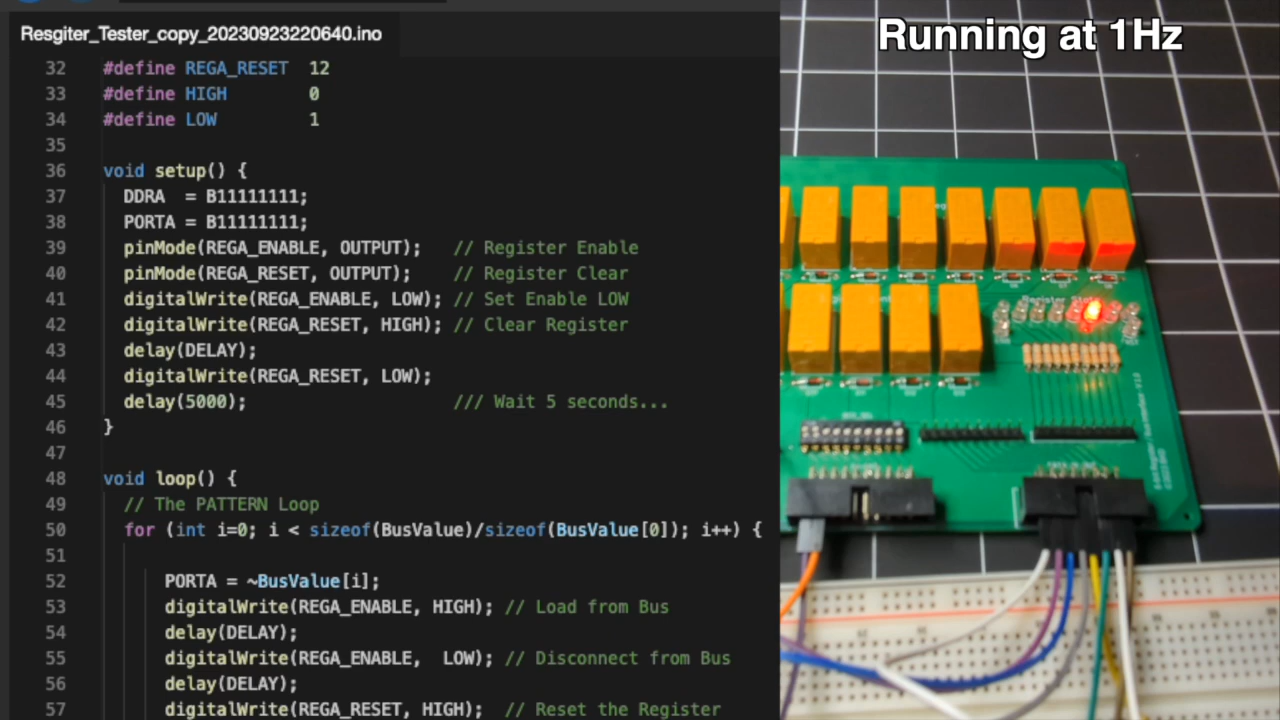 Resgiter_Tester_copy_20230923220640.ino
Running at 1Hz
32 #define REGA_RESET 12
33 #define HIGH 0
34 #define LOW 1
35
36 void setup() {
37 DDRA = B11111111;
38 PORTA = B11111111;
39 pinMode(REGA_ENABLE, OUTPUT); // Register Enable
40 pinMode(REGA_RESET, OUTPUT); // Register Clear
41 digitalWrite(REGA_ENABLE, LOW); // Set Enable LOW
42 digitalWrite(REGA_RESET, HIGH); // Clear Register
43 delay(DELAY);
44 digitalWrite(REGA_RESET, LOW);
45 delay(5000); /// Wait 5 seconds...
46 }
47
48 void loop() {
49 // The PATTERN Loop
50 for (int i=0; i < sizeof(BusValue)/sizeof(BusValue[0]); i++) {
51
52 PORTA = ~BusValue[i];
53 digitalWrite(REGA_ENABLE, HIGH); // Load from Bus
54 delay(DELAY);
55 digitalWrite(REGA_ENABLE, LOW); // Disconnect from Bus
56 delay(DELAY);
57 digitalWrite(REGA_RESET, HIGH); // Reset the Register